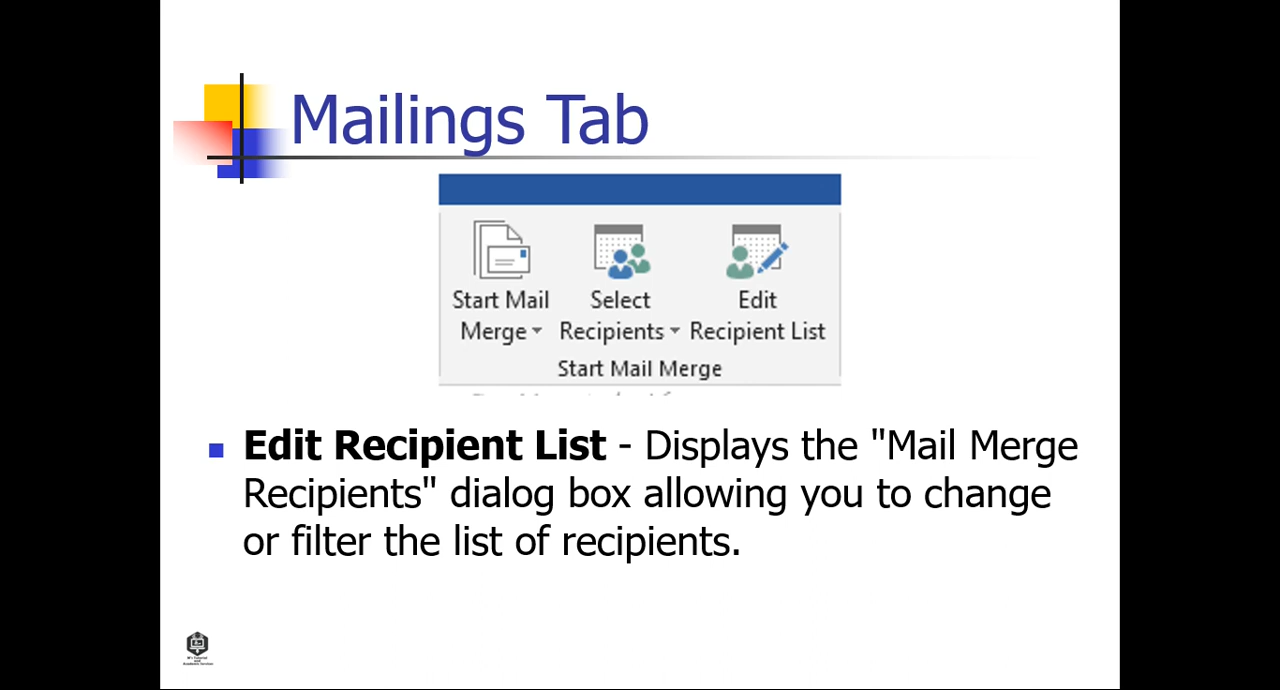 Mailings Tab
Start Mail
Merge
Select
Recipients
Edit
Recipient List
Start Mail Merge
Edit Recipient List - Displays the "Mail Merge
Recipients" dialog box allowing you to change
or filter the list of recipients.